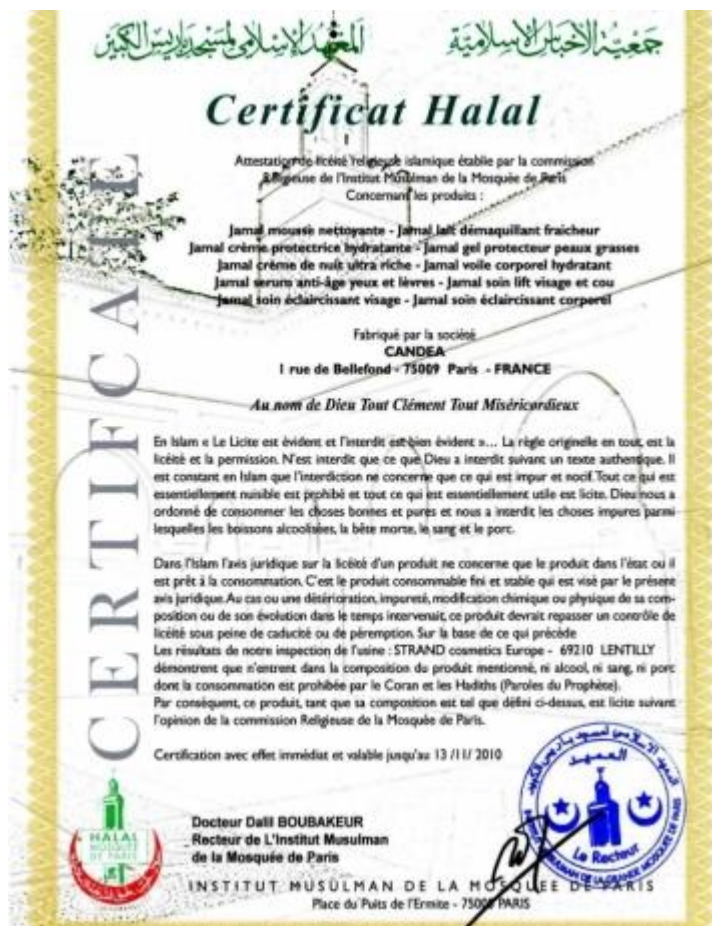 جمعية الأحباس الإسلامية
المعهد الإسلامي لمسجد باريس الكبير
Certificat Halal
Attestation de licéité religieuse islamique établie par la commission
Religieuse de l'Institut Musulman de la Mosquée de Paris
Concernant les produits :
Jamal mousse nettoyante - Jamal lait démaquillant fraicheur
Jamal crème protectrice hydratante - Jamal gel protecteur peaux grasses
Jamal crème de nuit ultra riche - Jamal voile corporel hydratant
Jamal serum anti-âge yeux et lèvres - Jamal soin lift visage et cou
Jamal soin éclaircissant visage - Jamal soin éclaircissant corporel
Fabriqué par la société
CANDEA
1 rue de Bellefond - 75009 Paris - FRANCE
Au nom de Dieu Tout Clément Tout Miséricordieux
En Islam « Le Licite est évident et l'interdit est bien évident »... La règle originelle en tout, est la
licéité et la permission. N'est interdit que ce que Dieu a interdit suivant un texte authentique. Il
est constant en Islam que l'interdiction ne concerne que ce qui est impur et nocif. Tout ce qui est
essentiellement nuisible est prohibé et tout ce qui est essentiellement utile est licite. Dieu nous a
ordonné de consommer les choses bonnes et pures et nous a interdit les choses impures parmi
lesquelles les boissons alcoolisées, la bête morte, le sang et le porc.
Dans l'Islam l'avis juridique sur la licéité d'un produit ne concerne que le produit dans l'état ou il
est prêt à la consommation. C'est le produit consommable fini et stable qui est visé par le présent
avis juridique. Au cas ou une détérioration, impureté, modification chimique ou physique de sa com-
position ou de son évolution dans le temps intervenait, ce produit devrait repasser un contrôle de
licéité sous peine de caducité ou de péremption. Sur la base de ce qui précède
Les résultats de notre inspection de l'usine : STRAND cosmetics Europe - 69210 LENTILLY
démontrent que n'entrent dans la composition du produit mentionné, ni alcool, ni sang, ni porc
dont la consommation est prohibée par le Coran et les Hadiths (Paroles du Prophète).
Par conséquent, ce produit, tant que sa composition est tel que défini ci-dessus, est licite suivant
l'opinion de la commission Religieuse de la Mosquée de Paris.
Certification avec effet immédiat et valable jusqu'au 13 /11/ 2010
CERTIFCAIE
Docteur Dalil BOUBAKEUR
Recteur de L'Institut Musulman
de la Mosquée de Paris
HALAL
MOSQUÉE
DE PARIS
العميد
Le Recteur
INSTITUT MUSULMAN DE LA MOSQUEE DE PARIS
Place du Puits de l'Ermite - 75005 PARIS